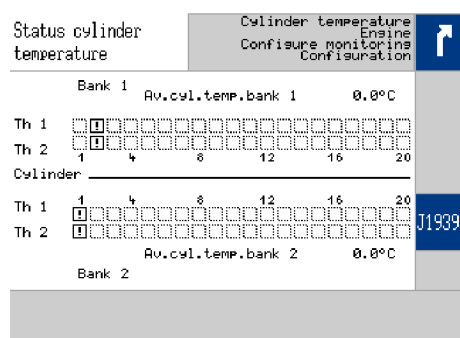 Status cylinder
temperature
Cylinder temperature
Engine
Configure monitoring
Configuration
Bank 1
Av.cyl.temp.bank 1 0.0°C
Th 1 !
Th 2 !
1 4 8 12 16 20
Cylinder
1 4 8 12 16 20
Th 1 !
Th 2 !
J1939
Av.cyl.temp.bank 2 0.0°C
Bank 2